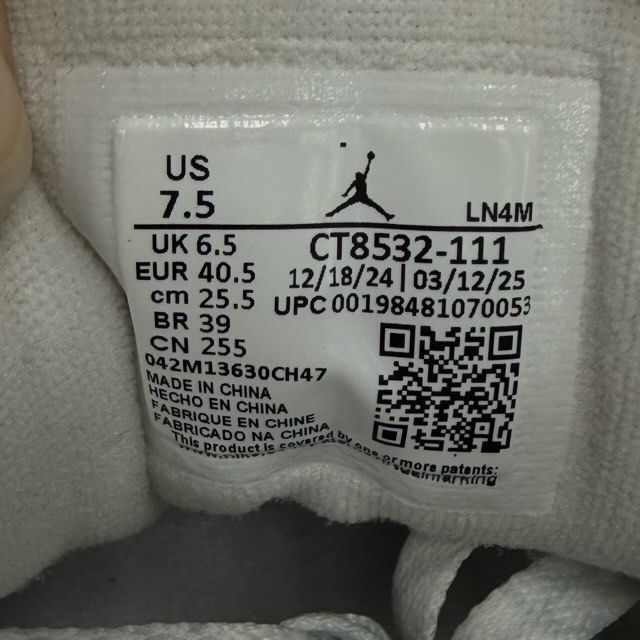 US
7.5
LN4M
UK 6.5
EUR 40.5
cm 25.5
BR 39
CN 255
CT8532-111
12/18/24 | 03/12/25
UPC 00198481070053
042M13630CH47
MADE IN CHINA
HECHO EN CHINA
FABRIQUE EN CHINE
FABRICADO NA CHINA
This product is covered by one or more patents: